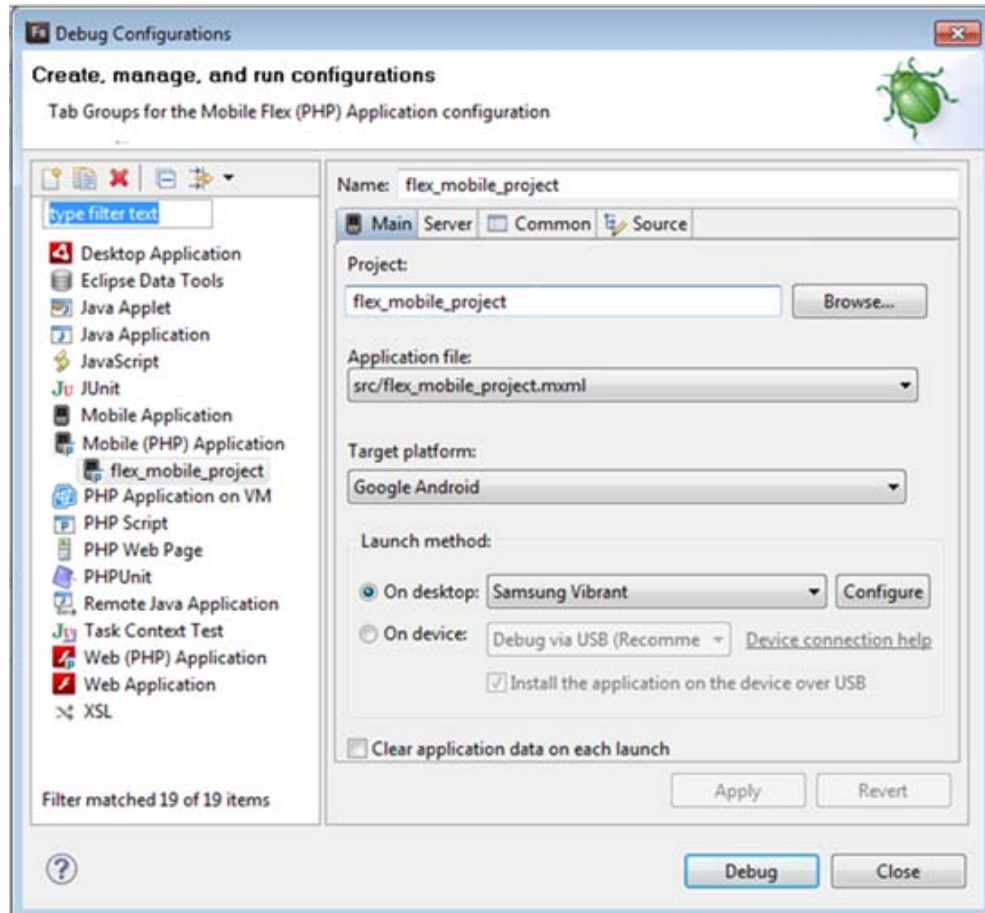 Debug Configurations
Create, manage, and run configurations
Tab Groups for the Mobile Flex (PHP) Application configuration
type filter text
Desktop Application
Eclipse Data Tools
Java Applet
Java Application
JavaScript
JUnit
Mobile Application
Mobile (PHP) Application
flex_mobile_project
PHP Application on VM
PHP Script
PHP Web Page
PHPUnit
Remote Java Application
Task Context Test
Web (PHP) Application
Web Application
XSL
Filter matched 19 of 19 items
Name: flex_mobile_project
Main Server Common Source
Project:
flex_mobile_project Browse...
Application file:
src/flex_mobile_project.mxml
Target platform:
Google Android
Launch method:
On desktop: Samsung Vibrant Configure
On device: Debug via USB (Recomme Device connection help
Install the application on the device over USB
Clear application data on each launch
Apply Revert
Debug Close